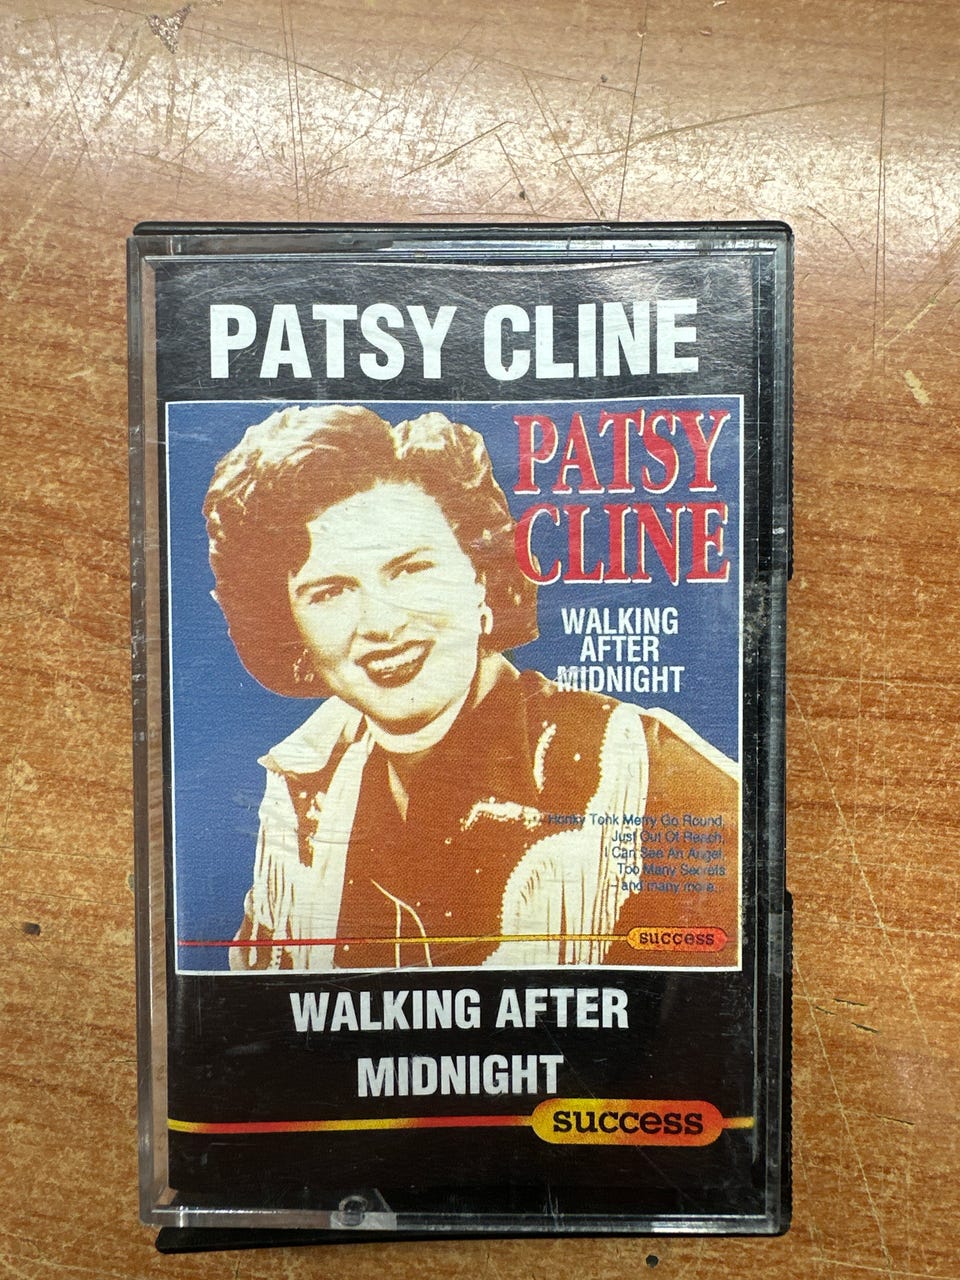 PATSY CLINE
PATSY
CLINE
WALKING
AFTER
MIDNIGHT
Honky Tonk Merry Go Round,
Just Out Of Reach,
I Can See An Angel,
Too Many Secrets
- and many more.
success
WALKING AFTER
MIDNIGHT
success